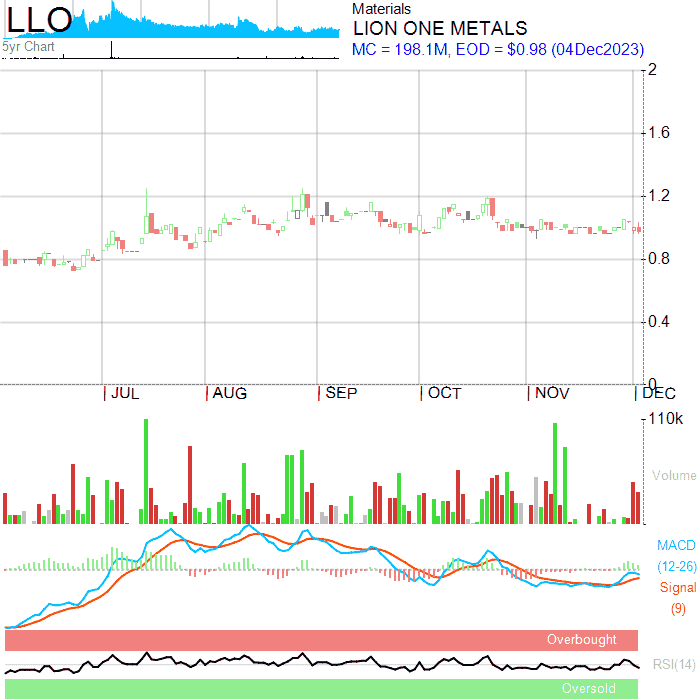 LLO
5yr Chart
Materials
LION ONE METALS
MC = 198.1M, EOD = $0.98 (04Dec2023)
2
1.6
1.2
0.8
0.4
0
JUL AUG SEP OCT NOV DEC
110k
Volume
MACD
(12-26)
Signal
(9)
Overbought
RSI(14)
Oversold